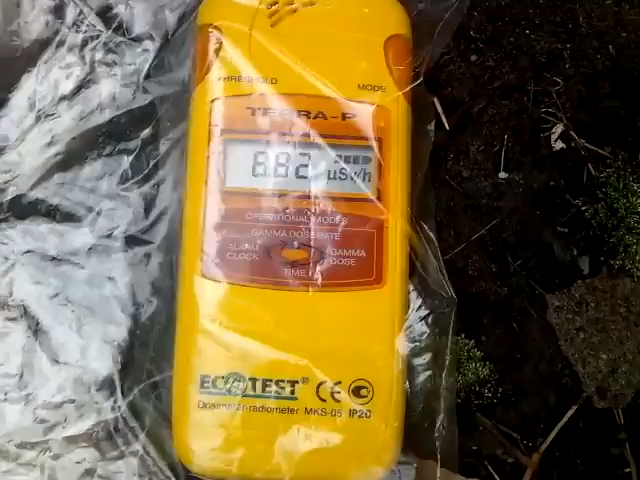 THRESHOLD MODE
TERRA-P
8.82 µSv/h
OPERATIONAL MODES
GAMMA DOSE RATE
ALARM CLOCK
GAMMA DOSE
TIME
ECOTEST® CE
Dosimeter-radiometer MKS-05 IP20